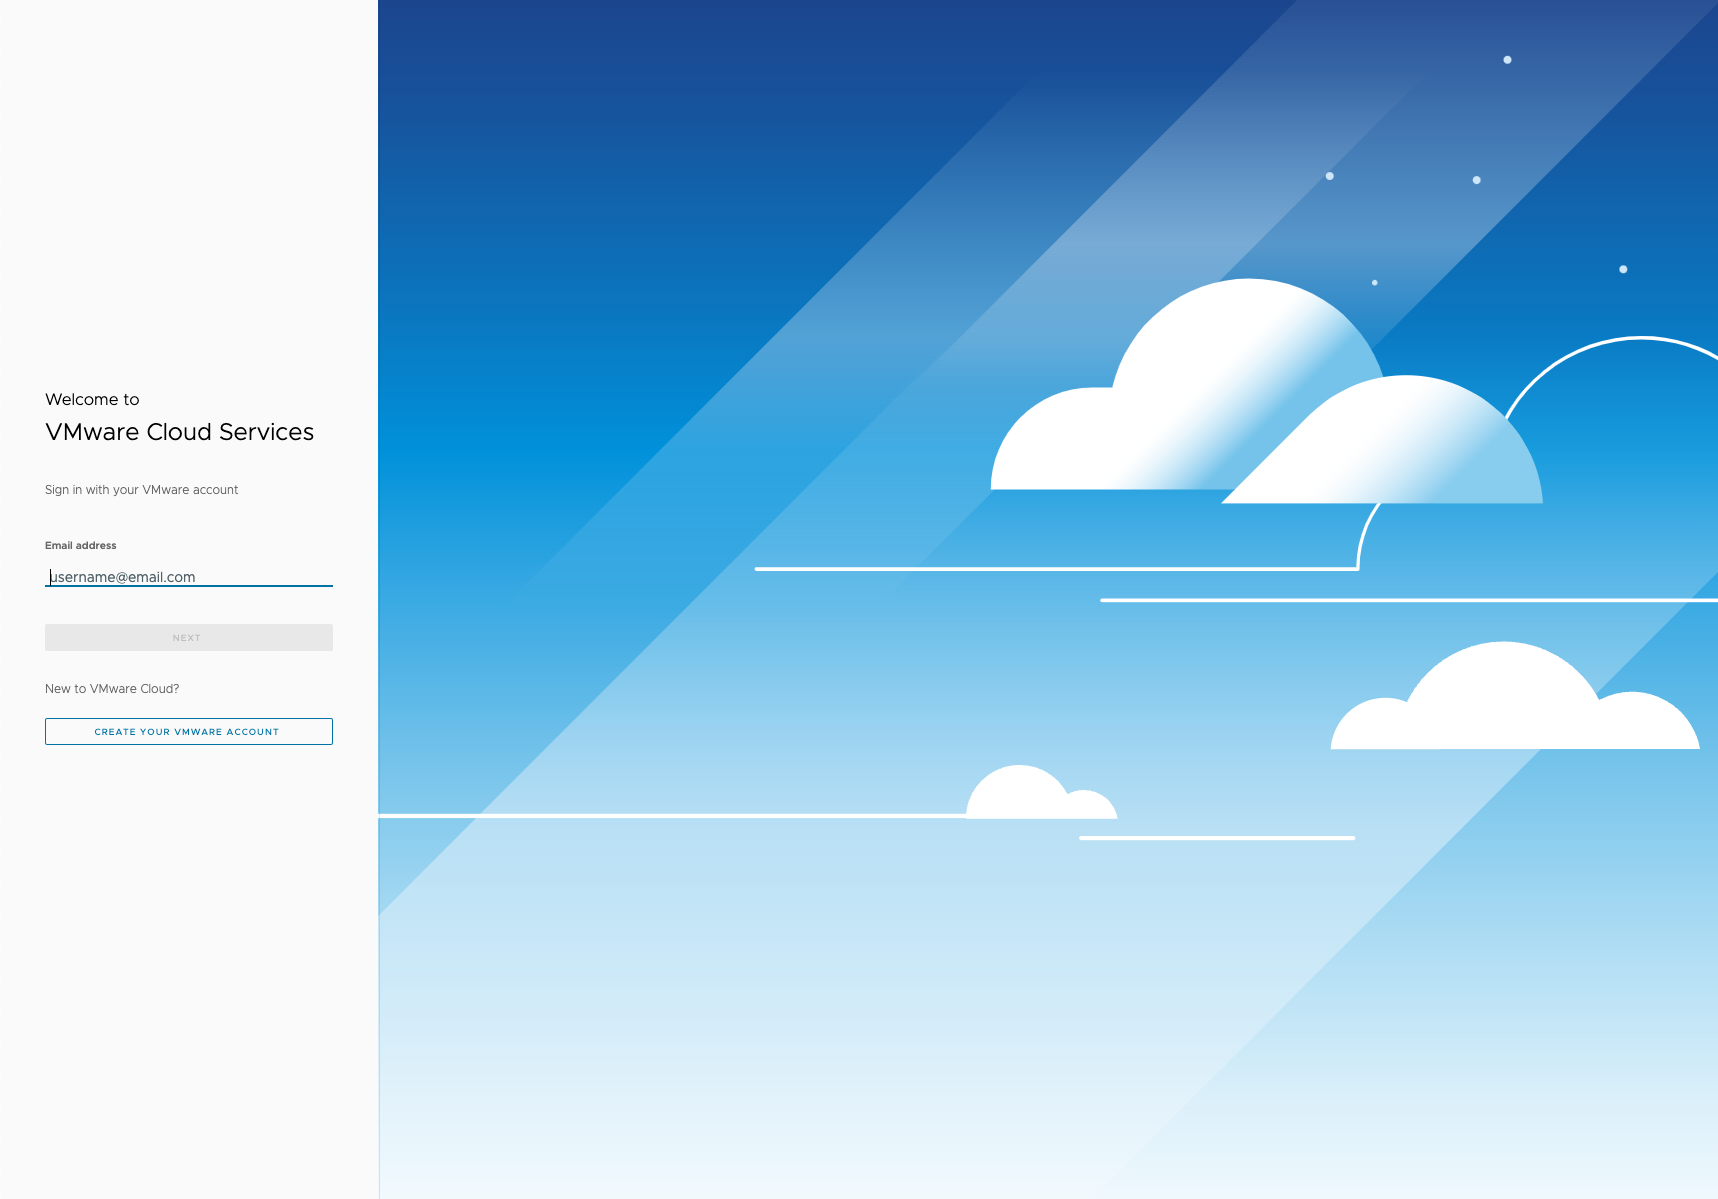 Welcome to
VMware Cloud Services
Sign in with your VMware account
Email address
username@email.com
NEXT
New to VMware Cloud?
CREATE YOUR VMWARE ACCOUNT